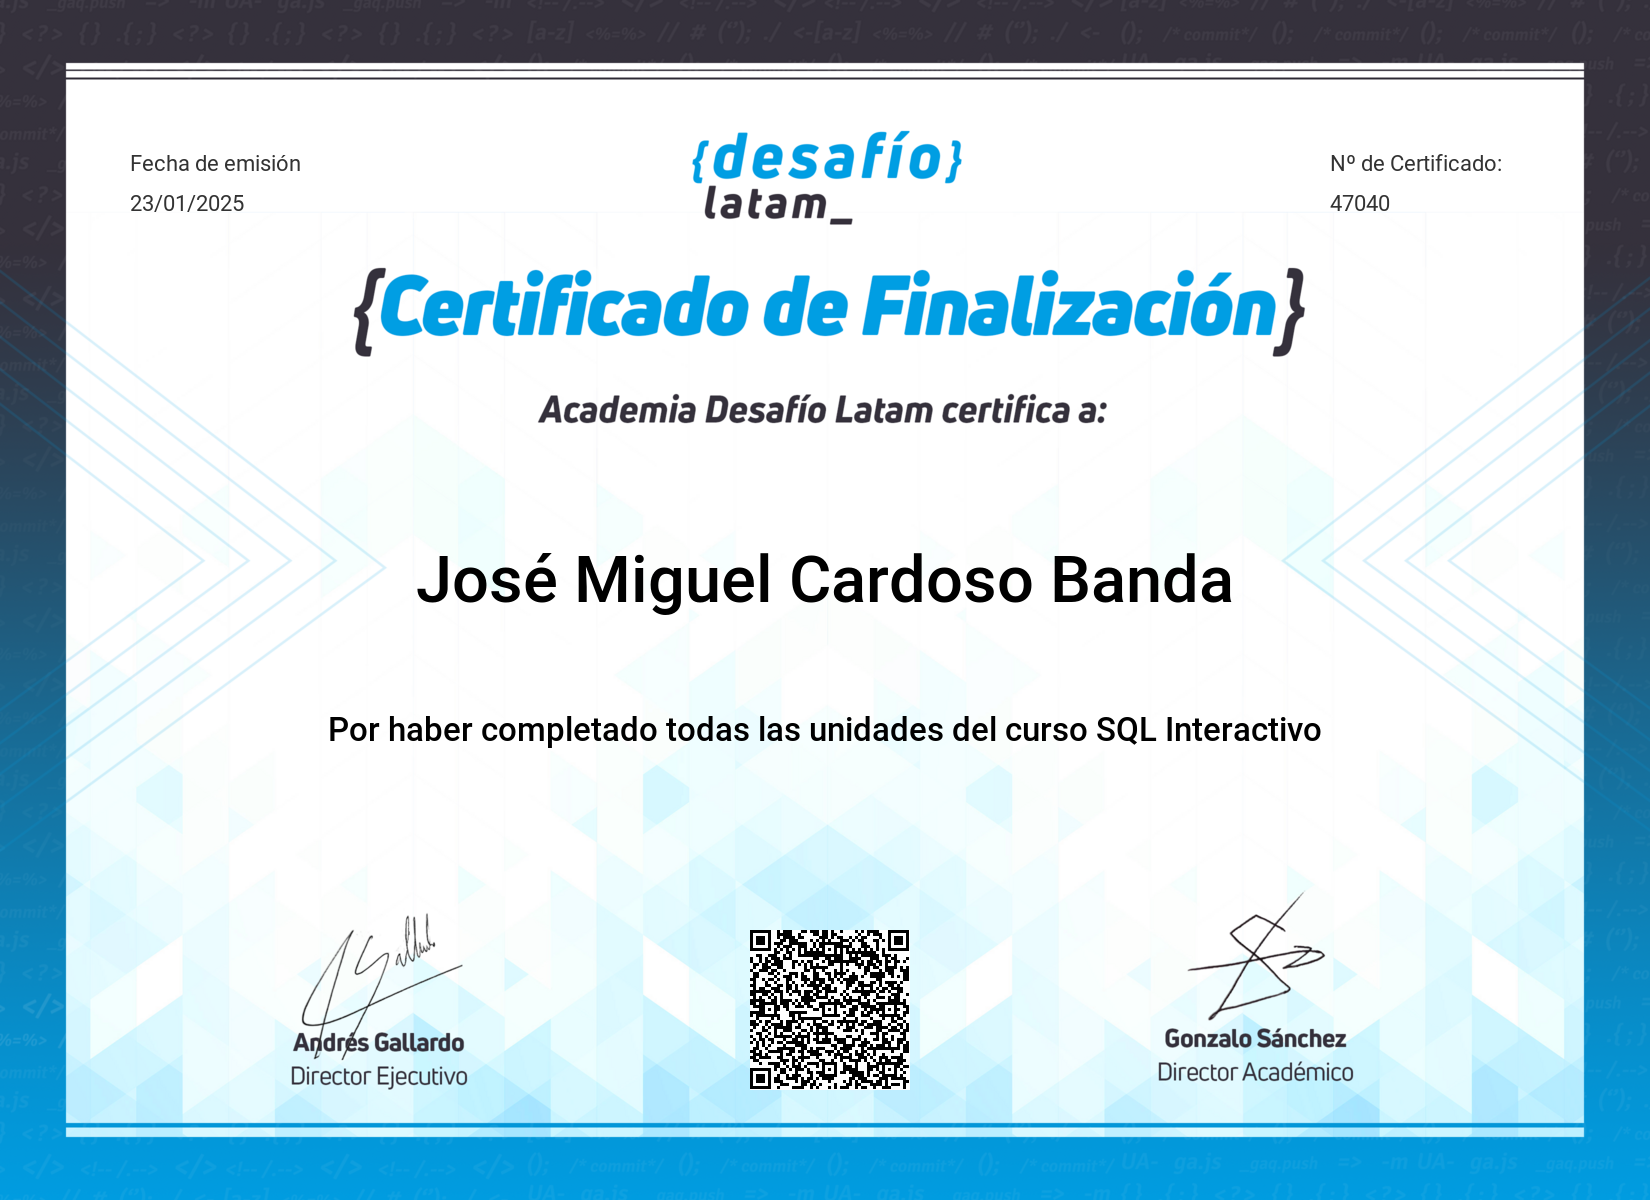 Fecha de emisión
23/01/2025
{desafío}
latam_
Nº de Certificado:
47040
{Certificado de Finalización}
Academia Desafío Latam certifica a:
José Miguel Cardoso Banda
Por haber completado todas las unidades del curso SQL Interactivo
Andrés Gallardo
Director Ejecutivo
Gonzalo Sánchez
Director Académico